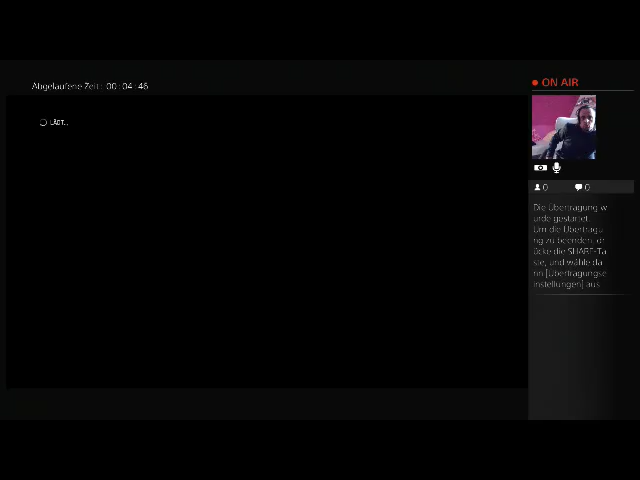 Abgelaufene Zeit: 00:04:46
ON AIR
LÄDT...
0 0
Die Übertragung w
urde gestartet.
Um die Übertragu
ng zu beenden, dr
ücke die SHARE-Ta
ste, und wähle da
nn [Übertragungse
instellungen] aus